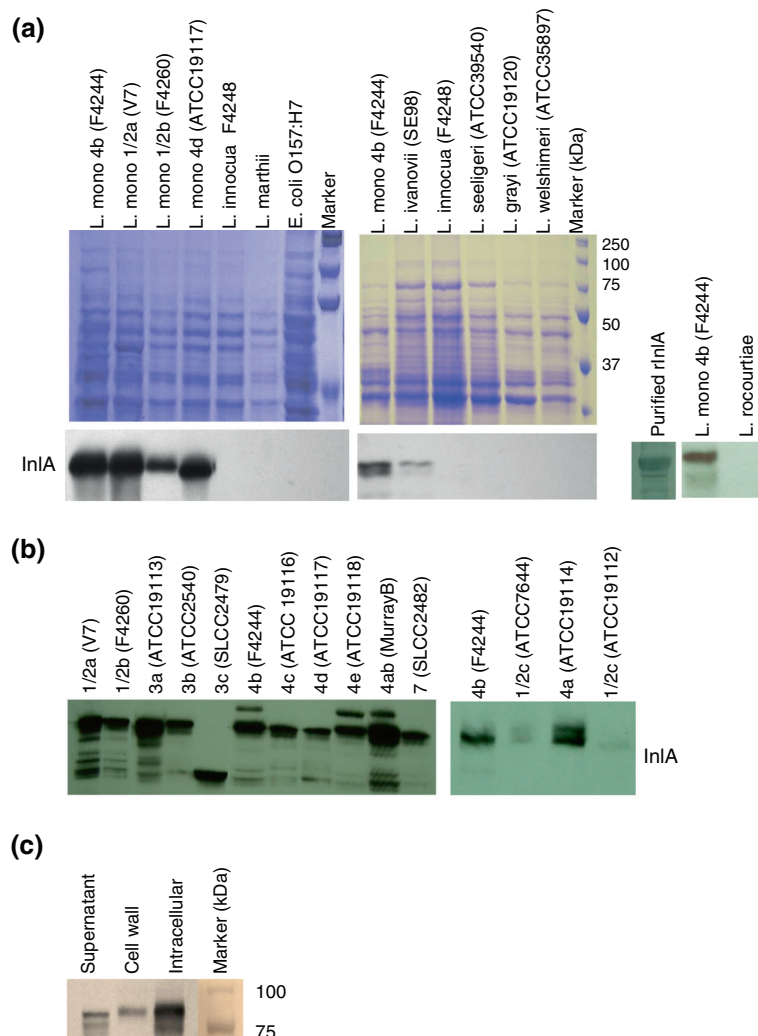 (a)
L. mono 4b (F4244)
L. mono 1/2a (V7)
L. mono 1/2b (F4260)
L. mono 4d (ATCC19117)
L. innocua F4248
L. marthii
E. coli O157:H7
Marker
L. mono 4b (F4244)
L. ivanovii (SE98)
L. innocua (F4248)
L. seeligeri (ATCC39540)
L. grayi (ATCC19120)
L. welshimeri (ATCC35897)
Marker (kDa)
250
100
75
50
37
Purified rInlA
L. mono 4b (F4244)
L. rocourtiae
InlA
(b)
1/2a (V7)
1/2b (F4260)
3a (ATCC19113)
3b (ATCC2540)
3c (SLCC2479)
4b (F4244)
4c (ATCC 19116)
4d (ATCC19117)
4e (ATCC19118)
4ab (MurrayB)
7 (SLCC2482)
4b (F4244)
1/2c (ATCC7644)
4a (ATCC19114)
1/2c (ATCC19112)
InlA
(c)
Supernatant
Cell wall
Intracellular
Marker (kDa)
100
75